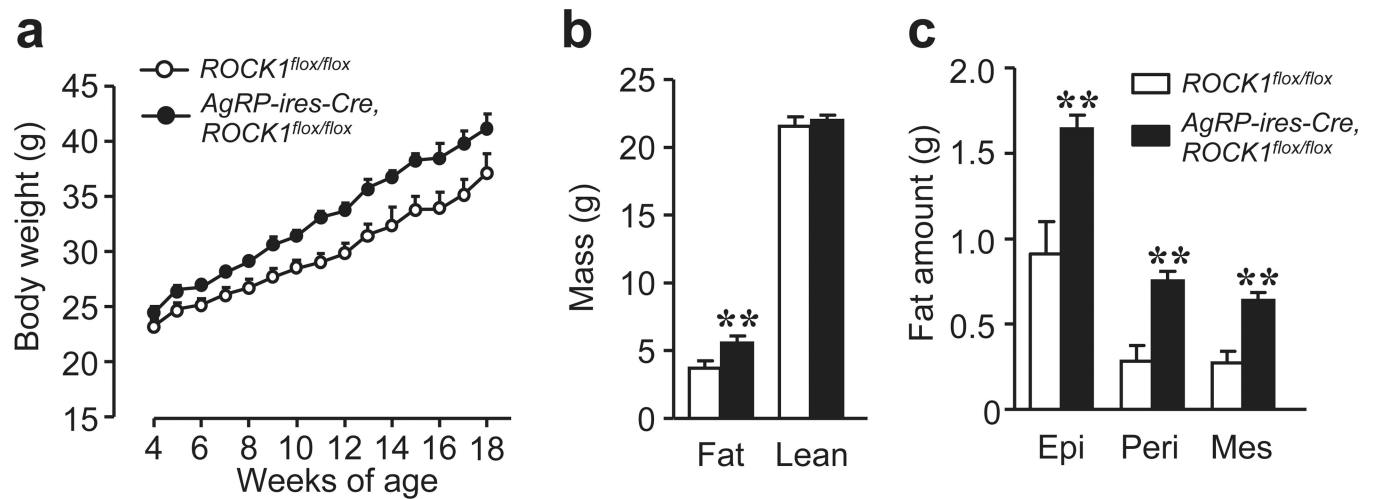 a
ROCK1flox/flox
AgRP-ires-Cre,
ROCK1flox/flox
Body weight (g)
45
40
35
30
25
20
15
4 6 8 10 12 14 16 18
Weeks of age
b
Mass (g)
25
20
15
10
5
0
**
Fat Lean
c
ROCK1flox/flox
AgRP-ires-Cre,
ROCK1flox/flox
Fat amount (g)
2.0
1.5
1.0
0.5
0
**
**
**
Epi Peri Mes